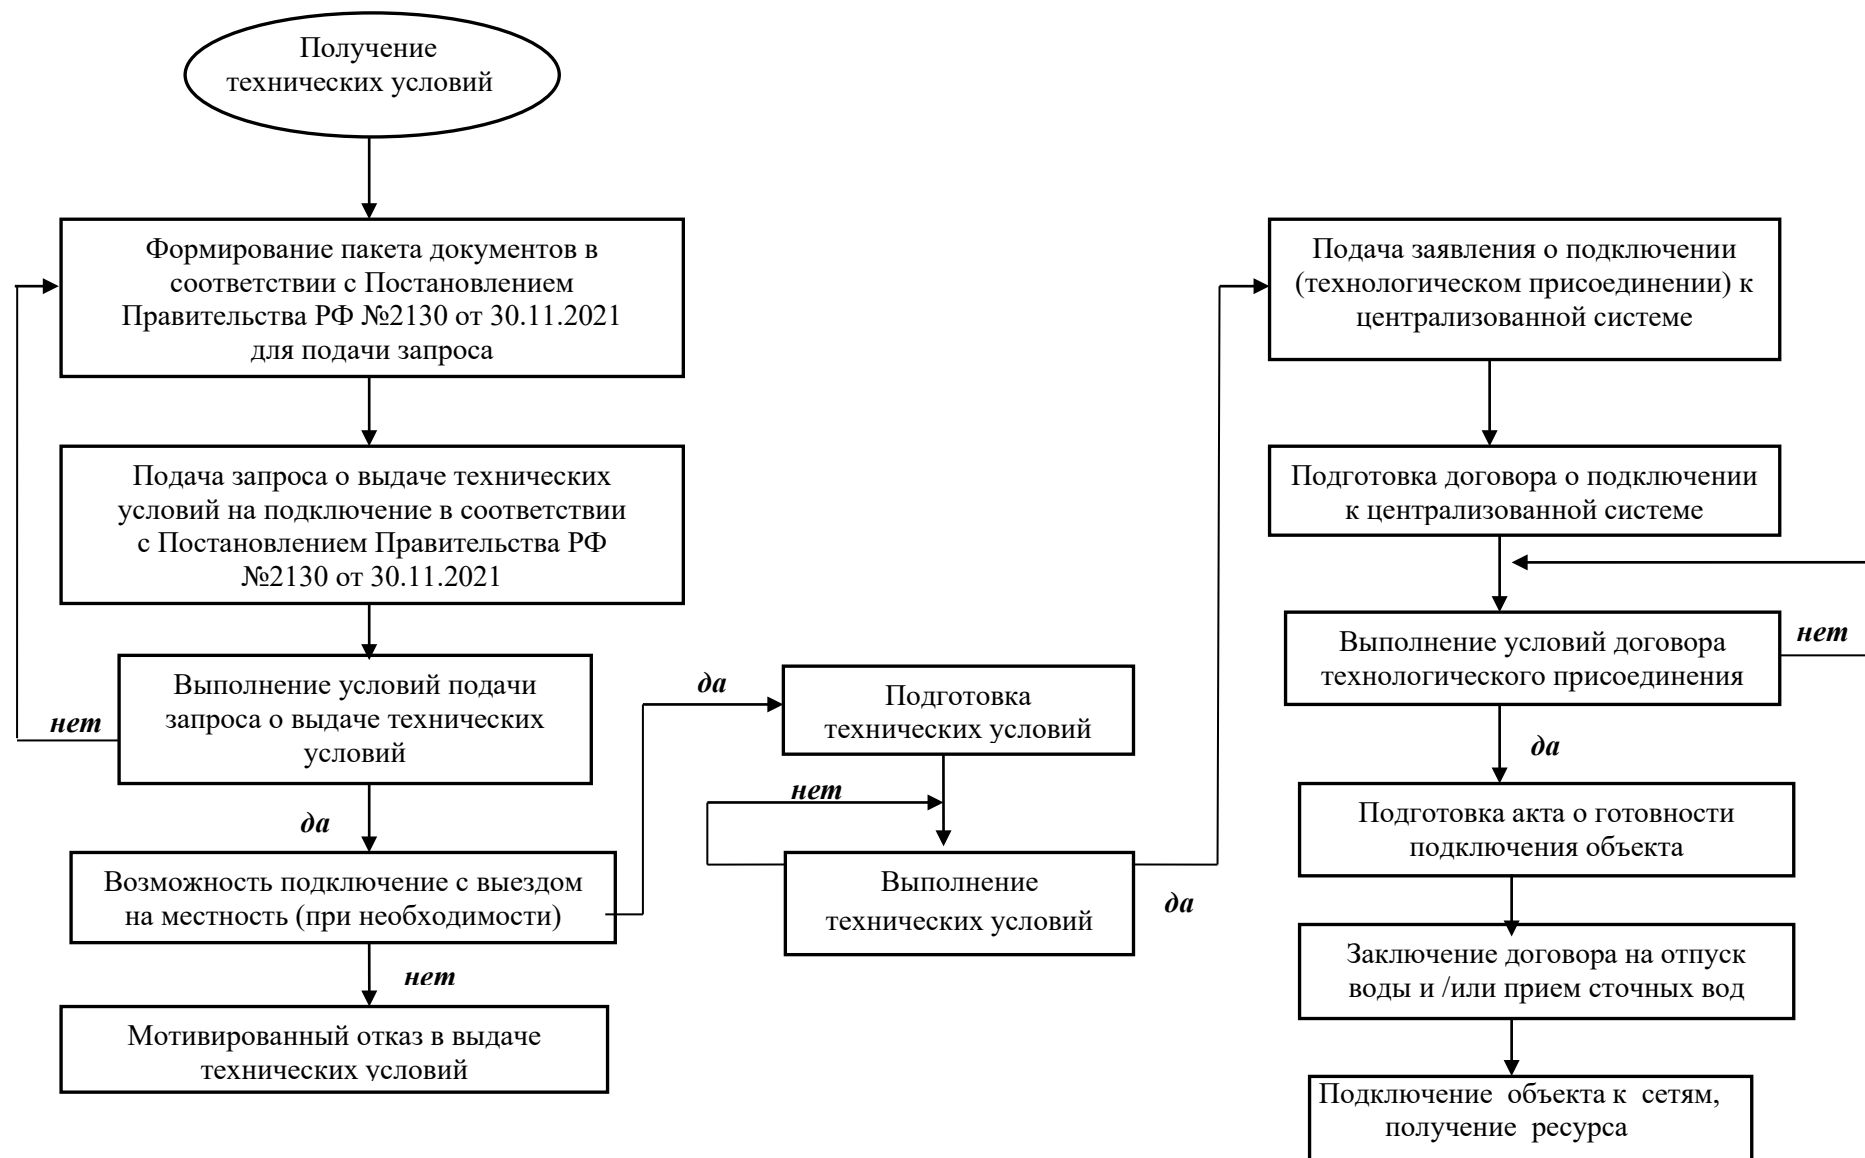 Получение
технических условий
Формирование пакета документов в
соответствии с Постановлением
Правительства РФ №2130 от 30.11.2021
для подачи запроса
Подача запроса о выдаче технических
условий на подключение в соответствии
с Постановлением Правительства РФ
№2130 от 30.11.2021
Выполнение условий подачи
запроса о выдаче технических
условий
нет
да
Возможность подключение с выездом
на местность (при необходимости)
нет
Мотивированный отказ в выдаче
технических условий
да
Подготовка
технических условий
нет
Выполнение
технических условий
да
Подача заявления о подключении
(технологическом присоединении) к
централизованной системе
Подготовка договора о подключении
к централизованной системе
Выполнение условий договора
технологического присоединения
нет
да
Подготовка акта о готовности
подключения объекта
Заключение договора на отпуск
воды и /или прием сточных вод
Подключение объекта к сетям,
получение ресурса